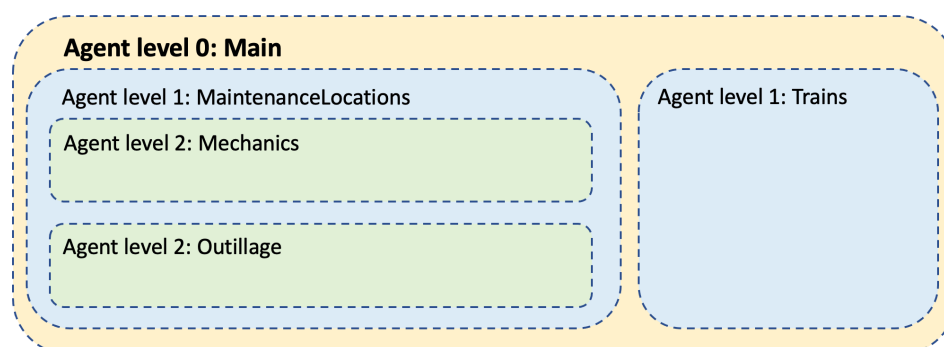 Agent level 0: Main
Agent level 1: MaintenanceLocations
Agent level 2: Mechanics
Agent level 2: Outillage
Agent level 1: Trains